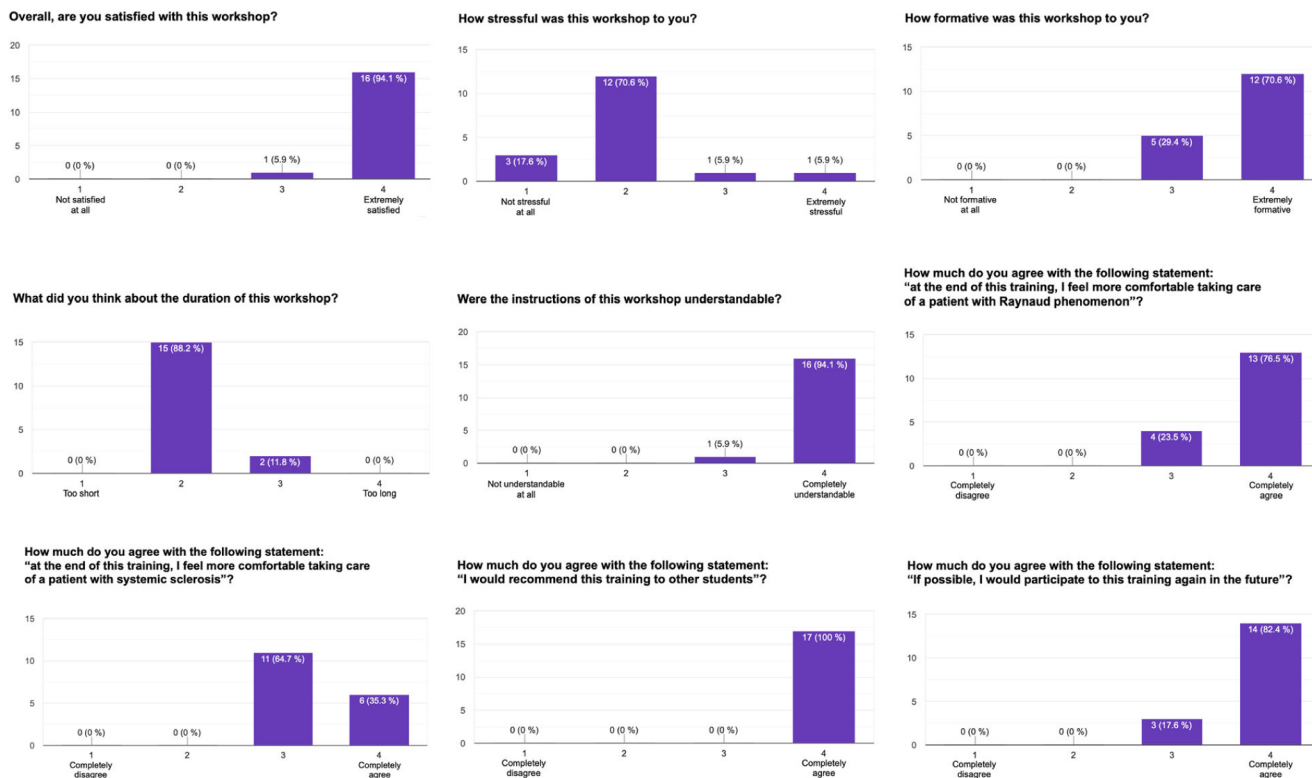 Overall, are you satisfied with this workshop?
20
15
10
5
0
0 (0 %)
0 (0 %)
1 (5.9 %)
16 (94.1 %)
1
2
3
4
Not satisfied
at all
Extremely
satisfied
How stressful was this workshop to you?
15
10
5
0
3 (17.6 %)
12 (70.6 %)
1 (5.9 %)
1 (5.9 %)
1
2
3
4
Not stressful
at all
Extremely
stressful
How formative was this workshop to you?
15
10
5
0
0 (0 %)
0 (0 %)
5 (29.4 %)
12 (70.6 %)
1
2
3
4
Not formative
at all
Extremely
formative
What did you think about the duration of this workshop?
15
10
5
0
0 (0 %)
15 (88.2 %)
2 (11.8 %)
0 (0 %)
1
2
3
4
Too short
Too long
Were the instructions of this workshop understandable?
20
15
10
5
0
0 (0 %)
0 (0 %)
1 (5.9 %)
16 (94.1 %)
1
2
3
4
Not understandable
at all
Completely
understandable
How much do you agree with the following statement:
“at the end of this training, I feel more comfortable taking care
of a patient with Raynaud phenomenon”?
15
10
5
0
0 (0 %)
0 (0 %)
4 (23.5 %)
13 (76.5 %)
1
2
3
4
Completely
disagree
Completely
agree
How much do you agree with the following statement:
“at the end of this training, I feel more comfortable taking care
of a patient with systemic sclerosis”?
15
10
5
0
0 (0 %)
0 (0 %)
11 (64.7 %)
6 (35.3 %)
1
2
3
4
Completely
disagree
Completely
agree
How much do you agree with the following statement:
“I would recommend this training to other students”?
20
15
10
5
0
0 (0 %)
0 (0 %)
0 (0 %)
17 (100 %)
1
2
3
4
Completely
disagree
Completely
agree
How much do you agree with the following statement:
“If possible, I would participate to this training again in the future”?
15
10
5
0
0 (0 %)
0 (0 %)
3 (17.6 %)
14 (82.4 %)
1
2
3
4
Completely
disagree
Completely
agree